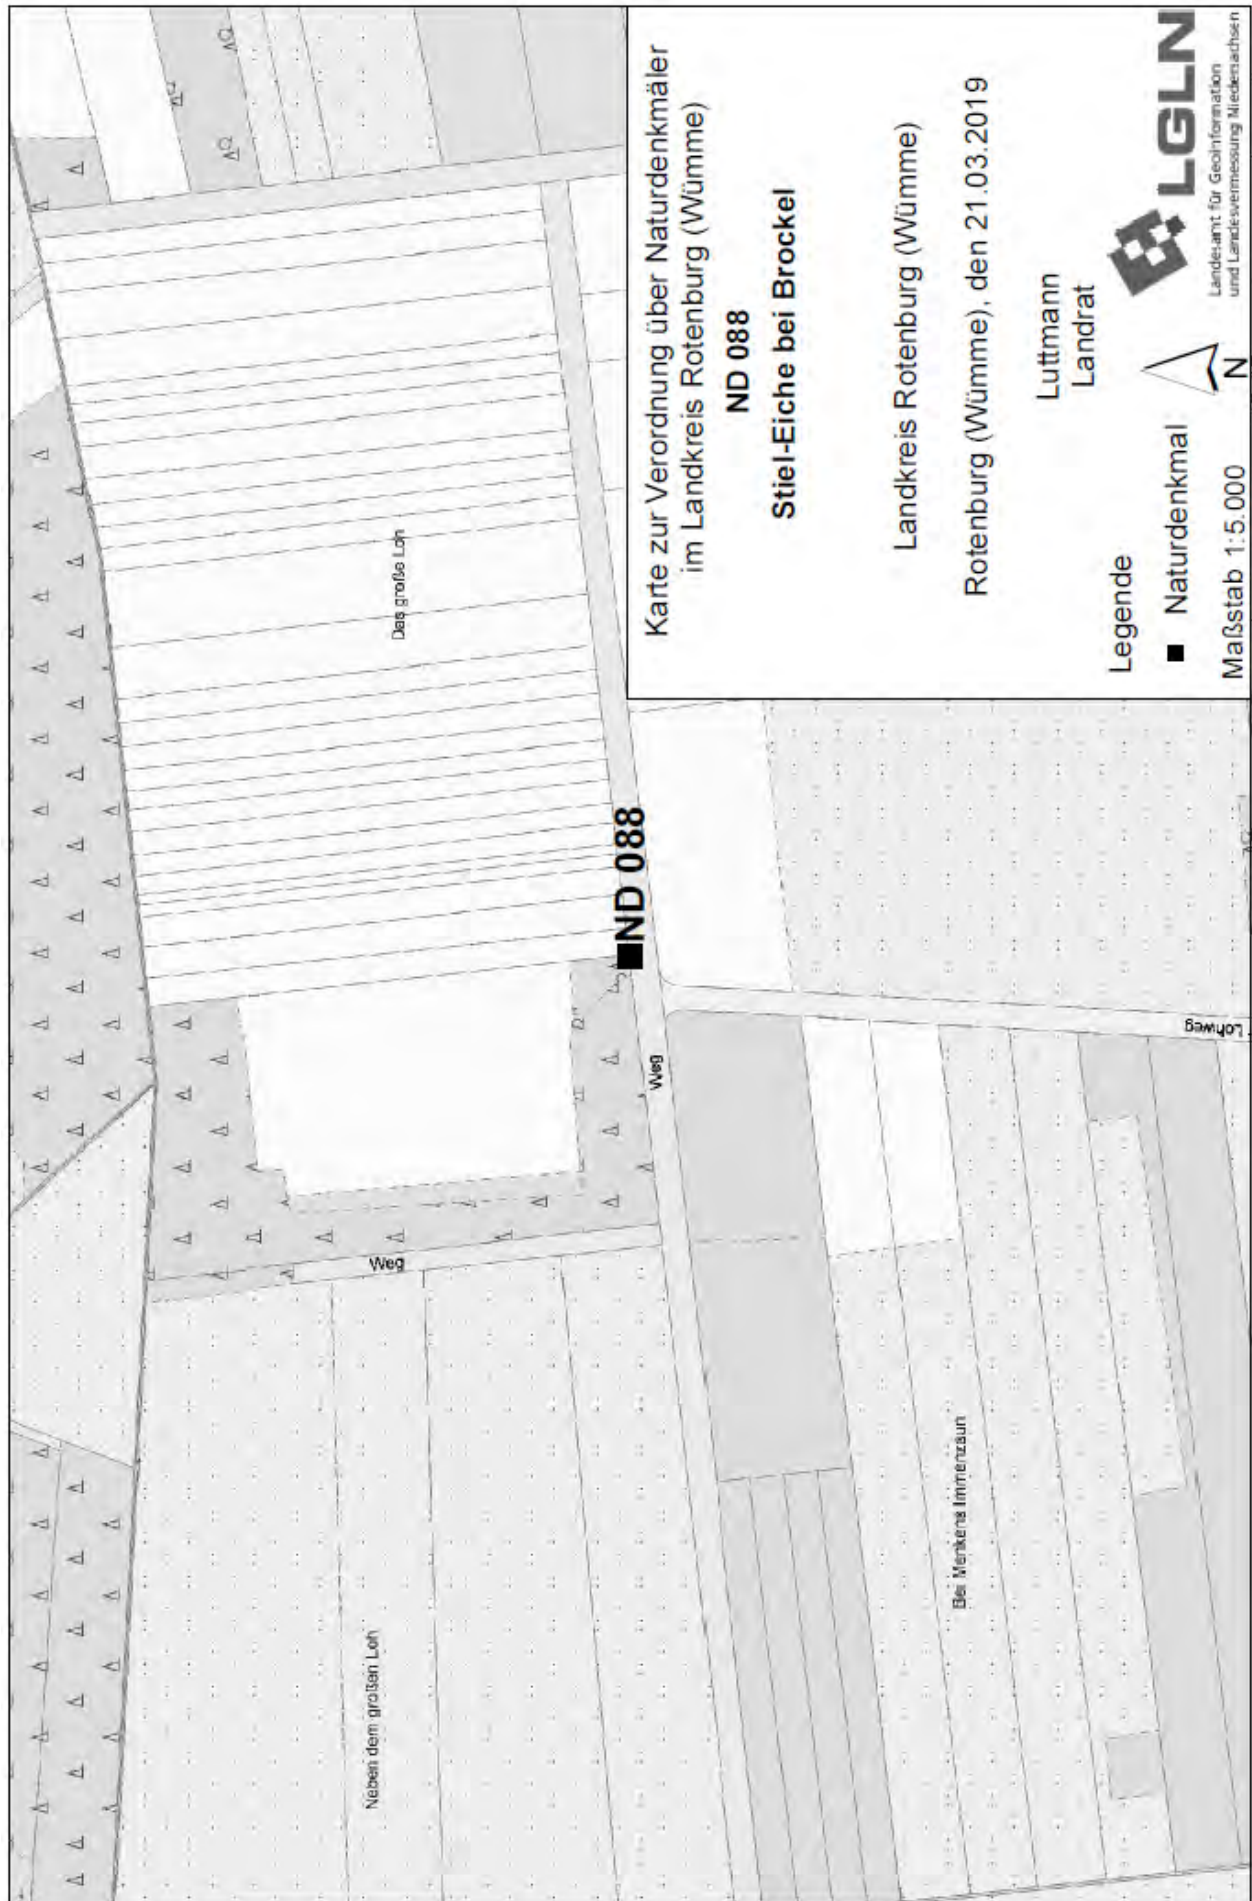 Karte zur Verordnung über Naturdenkmäler
im Landkreis Rotenburg (Wümme)
ND 088
Stiel-Eiche bei Brockel
Landkreis Rotenburg (Wümme)
Rotenburg (Wümme), den 21.03.2019
Luttmann
Landrat
Legende
Naturdenkmal
Maßstab 1:5.000
N
LGLN
Landesamt für Geoinformation
und Landesvermessung Niedersachsen
Das große Loh
ND 088
Weg
Weg
Lohweg
Neben dem großen Loh
Bei Menkens Immenzaun